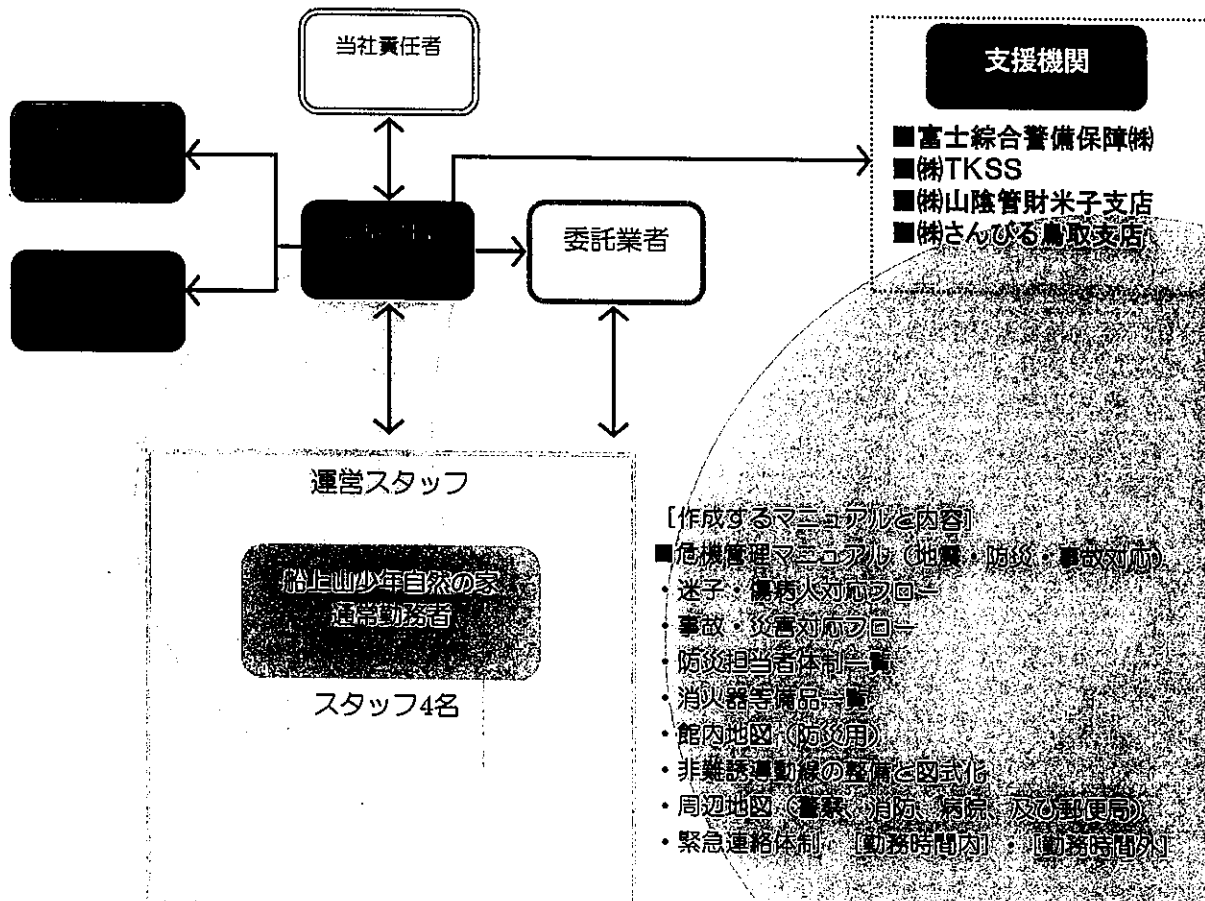 当社責任者
支援機関
■富士綜合警備保障㈱
■㈱TKSS
■㈱山陰管財米子支店
■㈱さんびる鳥取支店
委託業者
運営スタッフ
船上山少年自然の家
通常勤務者
スタッフ4名
[作成するマニュアルと内容]
■危機管理マニュアル（地震・防災・事故対応）
・迷子・傷病人対応フロー
・事故・災害対応フロー
・防災担当者体制一覧
・消火器等備品一覧
・館内地図（防災用）
・非難誘導動線の整備と図式化
・周辺地図（警察、消防、病院、及び郵便局）
・緊急連絡体制　[勤務時間内]・[勤務時間外]